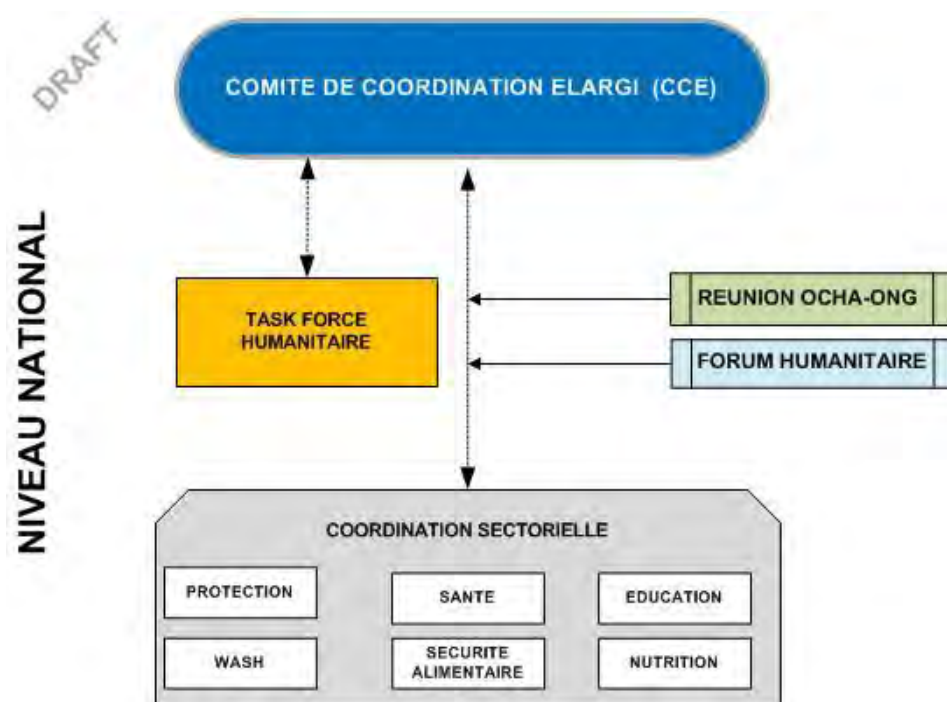 DRAFT
COMITE DE COORDINATION ELARGI (CCE)
NIVEAU NATIONAL
TASK FORCE
HUMANITAIRE
REUNION OCHA-ONG
FORUM HUMANITAIRE
COORDINATION SECTORIELLE
PROTECTION
SANTE
EDUCATION
WASH
SECURITE
ALIMENTAIRE
NUTRITION